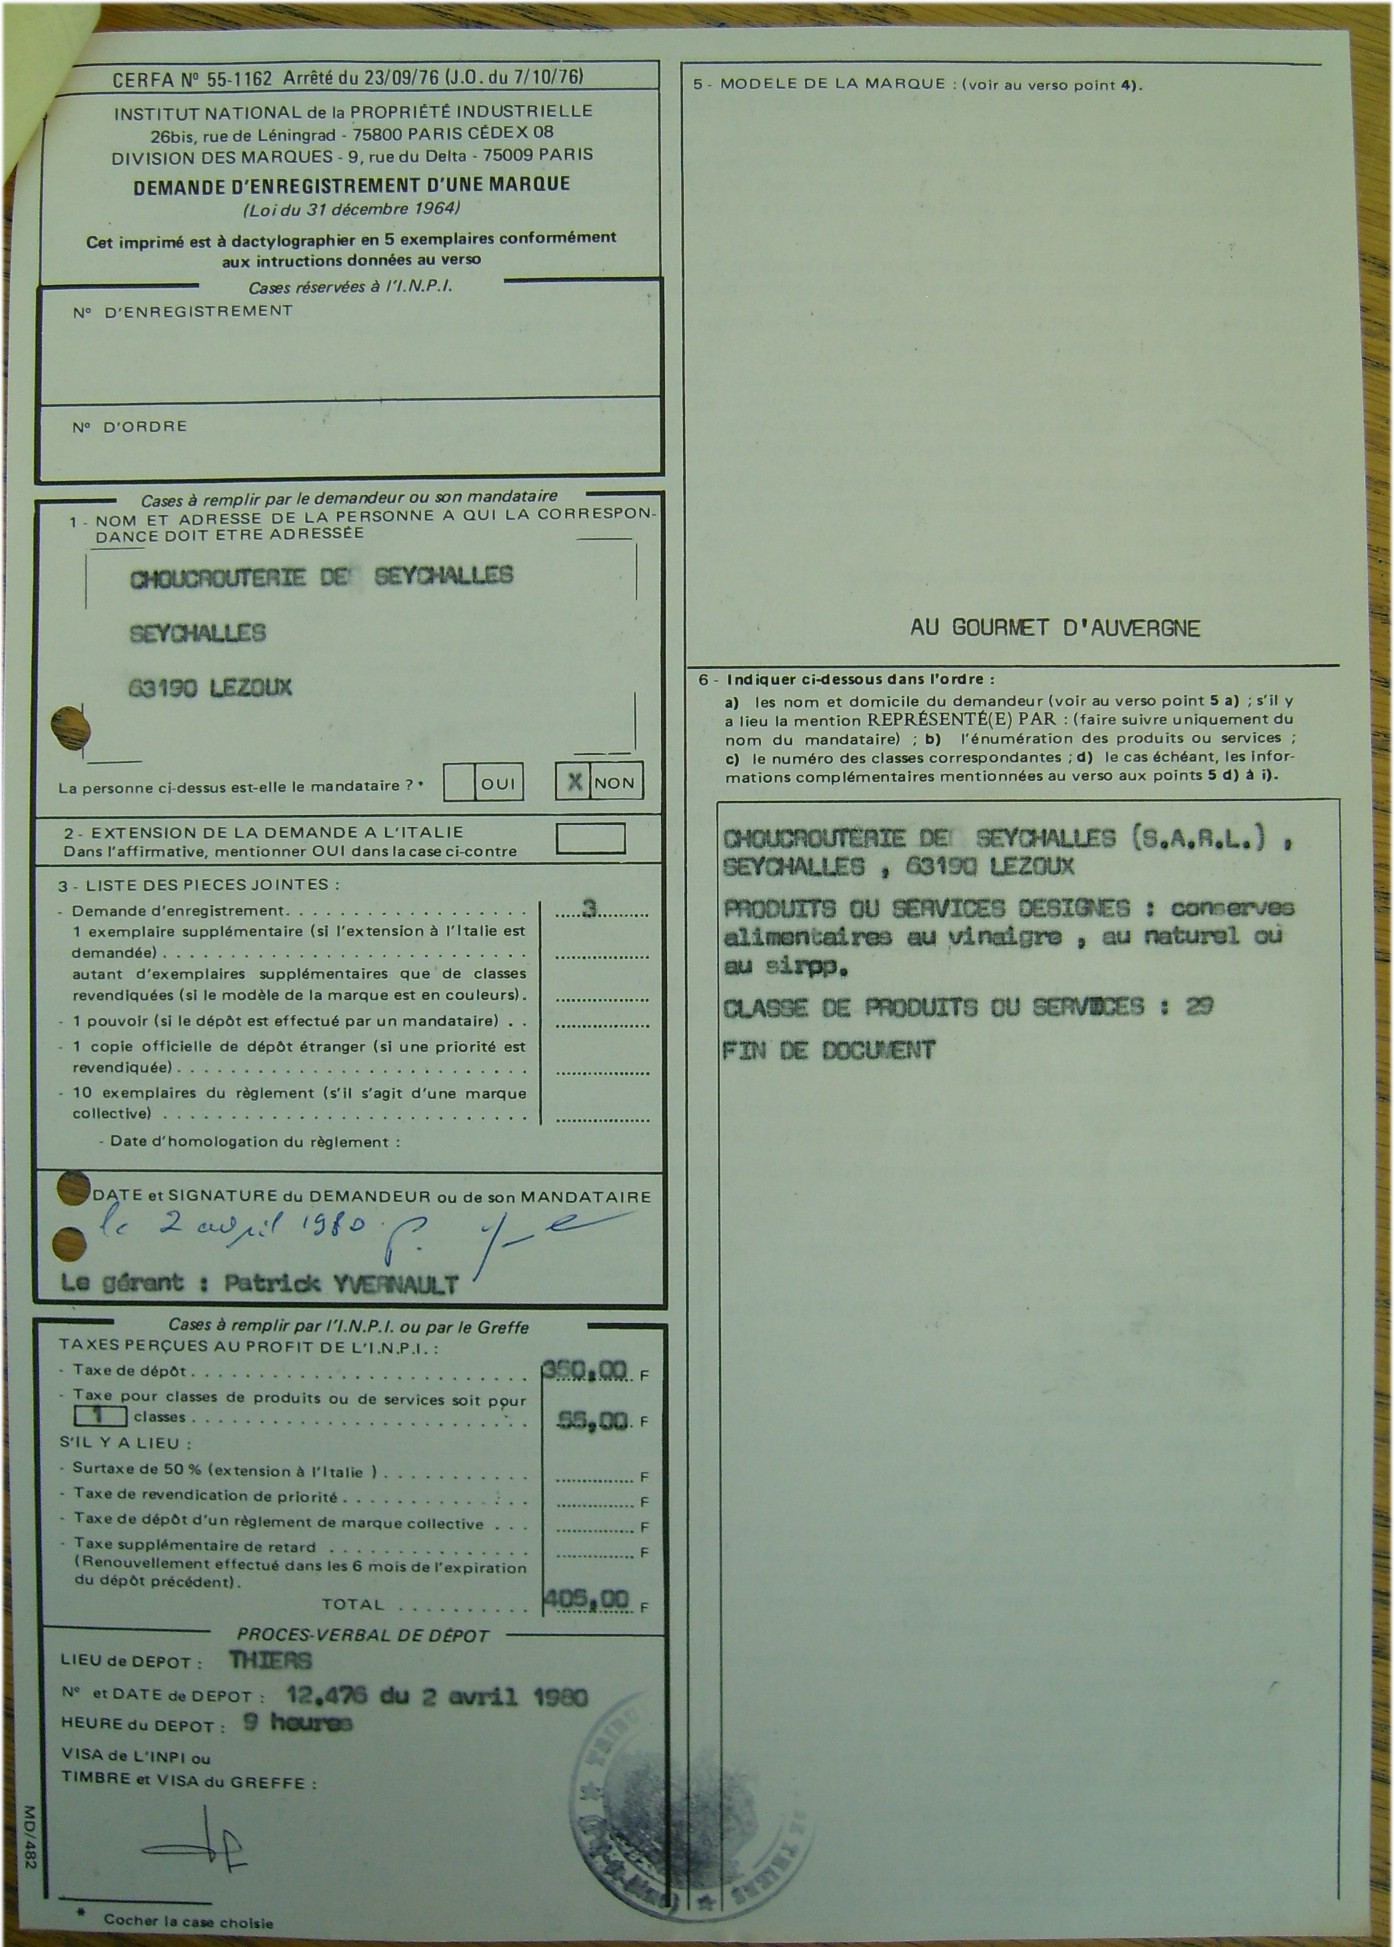 CERFA Nº 55-1162 Arrêté du 23/09/76 (J.O. du 7/10/76)
INSTITUT NATIONAL de la PROPRIÉTÉ INDUSTRIELLE
26bis, rue de Léningrad - 75800 PARIS CÉDEX 08
DIVISION DES MARQUES - 9, rue du Delta - 75009 PARIS
DEMANDE D'ENREGISTREMENT D'UNE MARQUE
(Loi du 31 décembre 1964)
Cet imprimé est à dactylographier en 5 exemplaires conformément
aux intructions données au verso
Cases réservées à l'I.N.P.I.
Nº D'ENREGISTREMENT
Nº D'ORDRE
Cases à remplir par le demandeur ou son mandataire
1 - NOM ET ADRESSE DE LA PERSONNE A QUI LA CORRESPON-
DANCE DOIT ETRE ADRESSÉE
CHOUCROUTERIE DE SEYCHALLES
SEYCHALLES
63190 LEZOUX
La personne ci-dessus est-elle le mandataire ? * OUI X NON
2 - EXTENSION DE LA DEMANDE A L'ITALIE
Dans l'affirmative, mentionner OUI dans la case ci-contre
3 - LISTE DES PIECES JOINTES :
- Demande d'enregistrement. . . . . . . . . . . . . . . . . 3
1 exemplaire supplémentaire (si l'extension à l'Italie est
demandée) . . . . . . . . . . . . . . . . . . . . . . . . .
autant d'exemplaires supplémentaires que de classes
revendiquées (si le modèle de la marque est en couleurs).
- 1 pouvoir (si le dépôt est effectué par un mandataire) . .
- 1 copie officielle de dépôt étranger (si une priorité est
revendiquée) . . . . . . . . . . . . . . . . . . . . . . . .
- 10 exemplaires du règlement (s'il s'agit d'une marque
collective) . . . . . . . . . . . . . . . . . . . . . . . . .
- Date d'homologation du règlement :
DATE et SIGNATURE du DEMANDEUR ou de son MANDATAIRE
le 2 avril 1980
Le gérant : Patrick YVERNAULT
Cases à remplir par l'I.N.P.I. ou par le Greffe
TAXES PERÇUES AU PROFIT DE L'I.N.P.I. :
- Taxe de dépôt . . . . . . . . . . . . . . . . . . . . . . . 350,00 F
- Taxe pour classes de produits ou de services soit pour
1 classes . . . . . . . . . . . . . . . . . . . . . . . 55,00 F
S'IL Y A LIEU :
- Surtaxe de 50 % (extension à l'Italie ) . . . . . . . . . . . F
- Taxe de revendication de priorité . . . . . . . . . . . . . . F
- Taxe de dépôt d'un règlement de marque collective . . . F
- Taxe supplémentaire de retard . . . . . . . . . . . . . . . F
(Renouvellement effectué dans les 6 mois de l'expiration
du dépôt précédent).
TOTAL . . . . . . . . . . 405,00 F
PROCES-VERBAL DE DÉPOT
LIEU de DEPOT : THIERS
Nº et DATE de DEPOT : 12.476 du 2 avril 1980
HEURE du DEPOT : 9 heures
VISA de L'INPI ou
TIMBRE et VISA du GREFFE :
MD/482
* Cocher la case choisie
5 - MODELE DE LA MARQUE : (voir au verso point 4).
AU GOURMET D'AUVERGNE
6 - Indiquer ci-dessous dans l'ordre :
a) les nom et domicile du demandeur (voir au verso point 5 a) ; s'il y
a lieu la mention REPRÉSENTÉ(E) PAR : (faire suivre uniquement du
nom du mandataire) ; b) l'énumération des produits ou services ;
c) le numéro des classes correspondantes ; d) le cas échéant, les infor-
mations complémentaires mentionnées au verso aux points 5 d) à i).
CHOUCROUTERIE DE SEYCHALLES (S.A.R.L.) ,
SEYCHALLES , 63190 LEZOUX
PRODUITS OU SERVICES DESIGNES : conserves
alimentaires au vinaigre , au naturel ou
au sirpp.
CLASSE DE PRODUITS OU SERVICES : 29
FIN DE DOCUMENT
DE THIERS